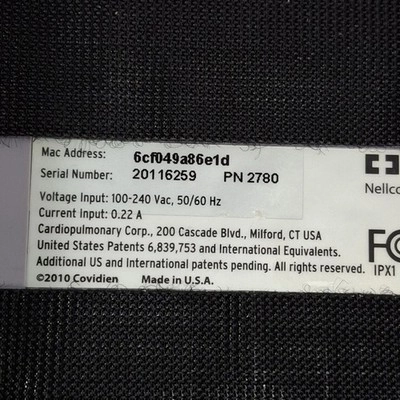 Mac Address: 6cf049a86e1d
Serial Number: 20116259 PN 2780
Voltage Input: 100-240 Vac, 50/60 Hz
Current Input: 0.22 A
Cardiopulmonary Corp., 200 Cascade Blvd., Milford, CT USA
United States Patents 6,839,753 and International Equivalents.
Additional US and International patents pending. All rights reserved.
©2010 Covidien Made in U.S.A.
Nellco
FC
IPX1